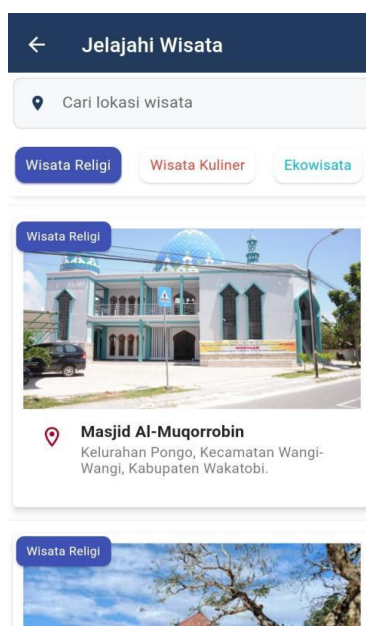 Jelajahi Wisata
Cari lokasi wisata
Wisata Religi
Wisata Kuliner
Ekowisata
Wisata Religi
Masjid Al-Muqorrobin
Kelurahan Pongo, Kecamatan Wangi-
Wangi, Kabupaten Wakatobi.
Wisata Religi